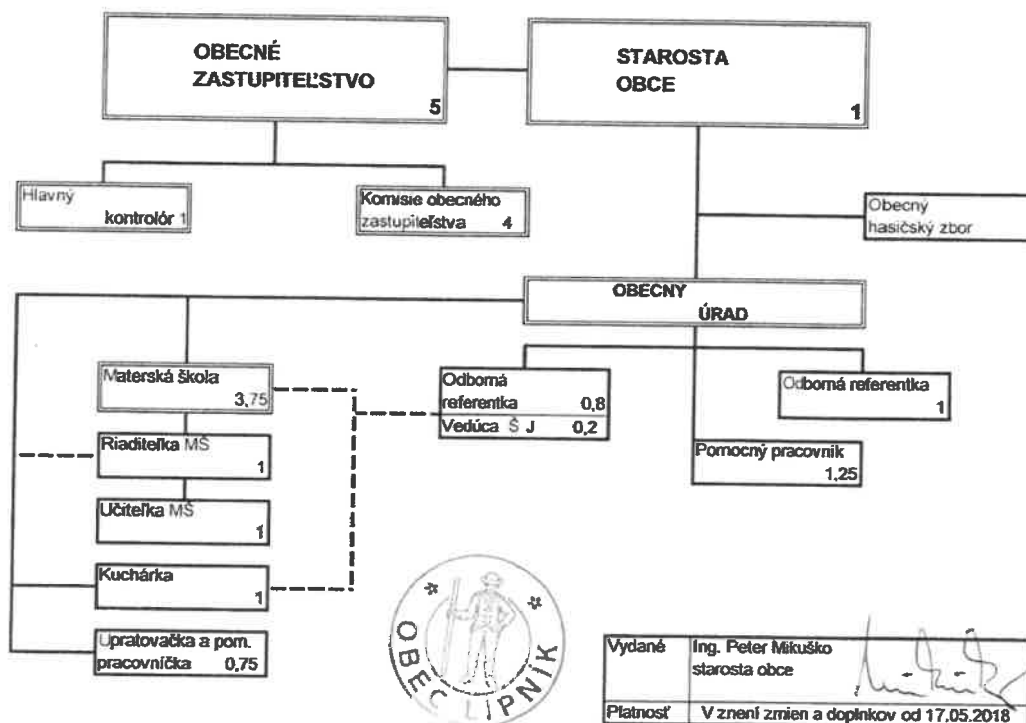 OBECNÉ
ZASTUPITEĽSTVO
5
STAROSTA
OBCE
1
Hlavný
kontrolór 1
Komisie obecného
zastupiteľstva 4
Obecný
hasičský zbor
OBECNÝ
ÚRAD
Materská škola
3,75
Riaditeľka MŠ
1
Učiteľka MŠ
1
Kuchárka
1
Upratovačka a pom.
pracovníčka 0,75
Odborná
referentka 0,8
Vedúca Š J 0,2
Odborná referentka
1
Pomocný pracovník
1,25
OBEC LIPNÍK
Vydané Ing. Peter Mikuško
starosta obce
Platnosť V znení zmien a doplnkov od 17.05.2018